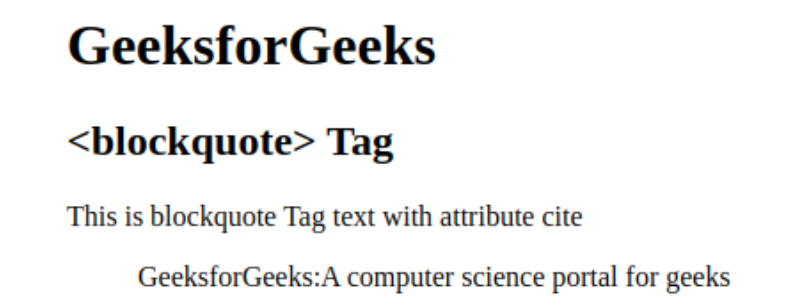 GeeksforGeeks
<blockquote> Tag
This is blockquote Tag text with attribute cite
GeeksforGeeks:A computer science portal for geeks